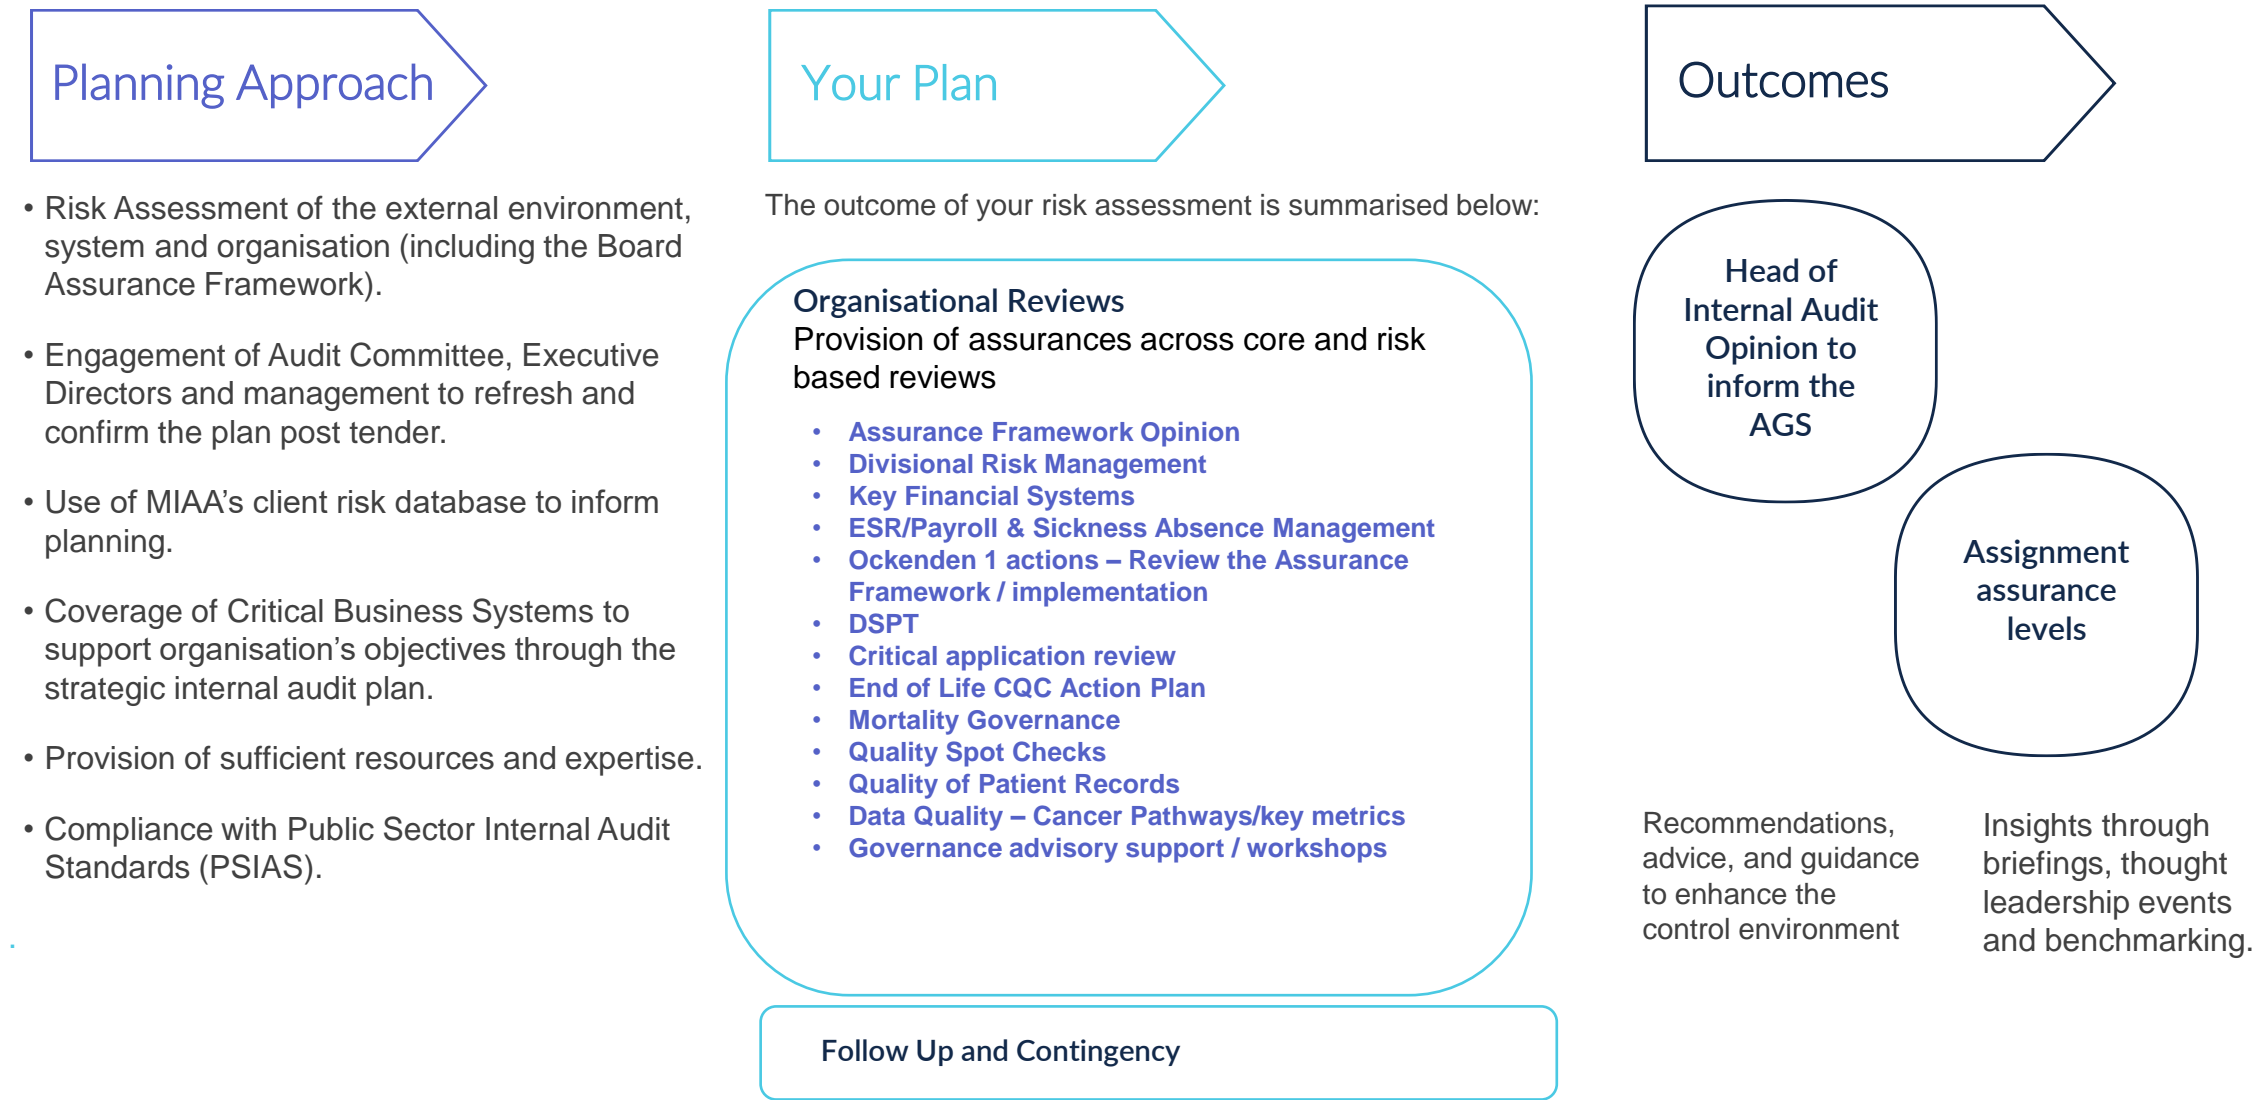 Planning Approach
• Risk Assessment of the external environment,
system and organisation (including the Board
Assurance Framework).
• Engagement of Audit Committee, Executive
Directors and management to refresh and
confirm the plan post tender.
• Use of MIAA’s client risk database to inform
planning.
• Coverage of Critical Business Systems to
support organisation’s objectives through the
strategic internal audit plan.
• Provision of sufficient resources and expertise.
• Compliance with Public Sector Internal Audit
Standards (PSIAS).
.
Your Plan
The outcome of your risk assessment is summarised below:
Organisational Reviews
Provision of assurances across core and risk
based reviews
• Assurance Framework Opinion
• Divisional Risk Management
• Key Financial Systems
• ESR/Payroll & Sickness Absence Management
• Ockenden 1 actions – Review the Assurance
Framework / implementation
• DSPT
• Critical application review
• End of Life CQC Action Plan
• Mortality Governance
• Quality Spot Checks
• Quality of Patient Records
• Data Quality – Cancer Pathways/key metrics
• Governance advisory support / workshops
Follow Up and Contingency
Outcomes
Head of
Internal Audit
Opinion to
inform the
AGS
Assignment
assurance
levels
Recommendations,
advice, and guidance
to enhance the
control environment
Insights through
briefings, thought
leadership events
and benchmarking.